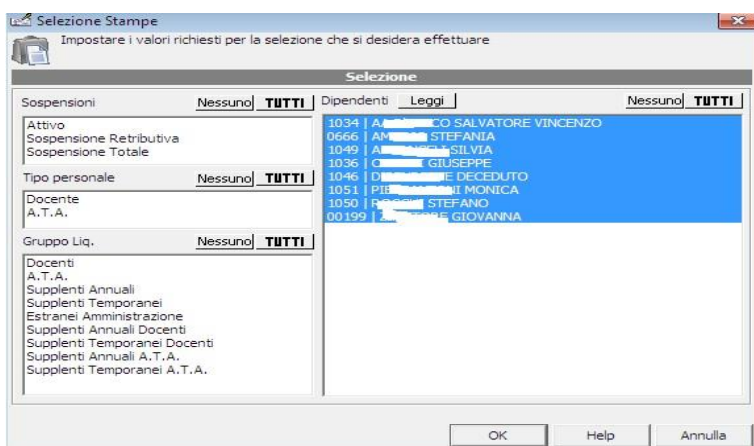 Selezione Stampe
Impostare i valori richiesti per la selezione che si desidera effettuare
Selezione
Sospensioni Nessuno TUTTI
Attivo
Sospensione Retributiva
Sospensione Totale
Tipo personale Nessuno TUTTI
Docente
A.T.A.
Gruppo Liq. Nessuno TUTTI
Docenti
A.T.A.
Supplenti Annuali
Supplenti Temporanei
Estranei Amministrazione
Supplenti Annuali Docenti
Supplenti Temporanei Docenti
Supplenti Annuali A.T.A.
Supplenti Temporanei A.T.A.
Dipendenti Leggi Nessuno TUTTI
1034 | SALVATORE VINCENZO
0666 | STEFANIA
1049 | SILVIA
1036 | GIUSEPPE
1046 | DECEDUTO
1051 | MONICA
1050 | STEFANO
00199 | GIOVANNA
OK Help Annulla